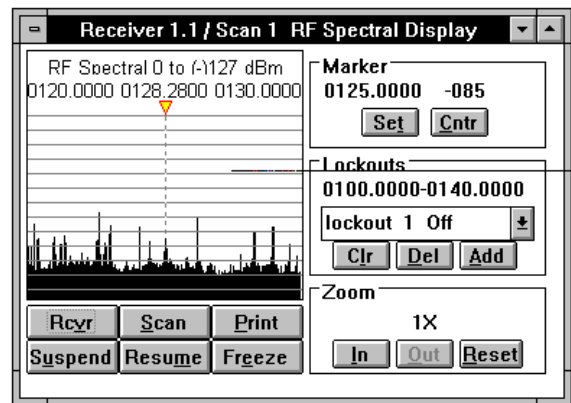 Receiver 1.1 / Scan 1 RF Spectral Display
RF Spectral 0 to (-)127 dBm
0120.0000 0128.2800 0130.0000
Marker
0125.0000 -085
Set Cntr
Lockouts
0100.0000-0140.0000
lockout 1 Off
Clr Del Add
Zoom
1X
In Out Reset
Rcvr Scan Print
Suspend Resume Freeze